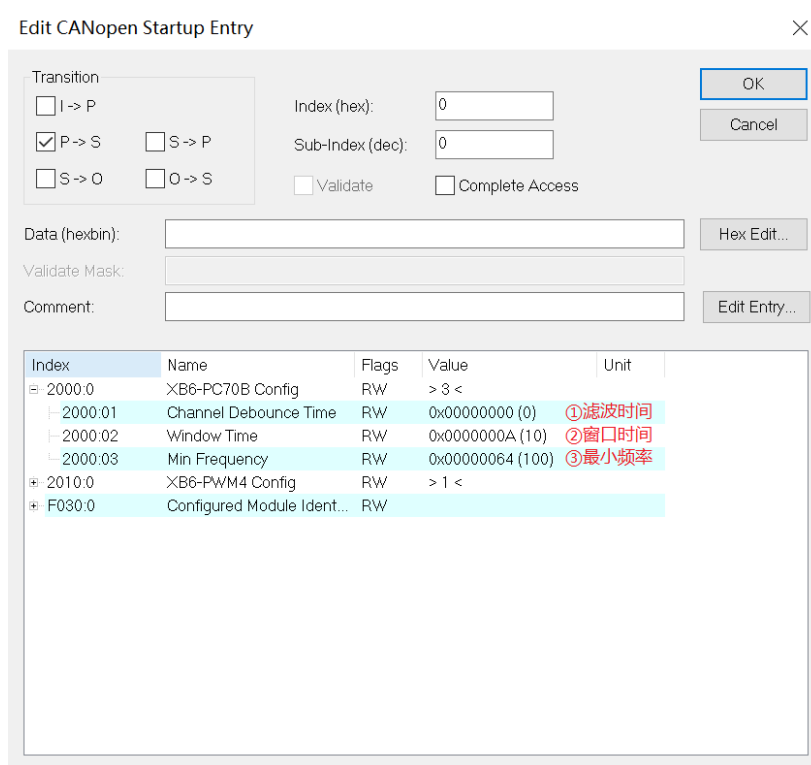 Edit CANopen Startup Entry
Transition
I -> P
P -> S
S -> P
S -> O
O -> S
Index (hex):
0
Sub-Index (dec):
0
Validate
Complete Access
OK
Cancel
Data (hexbin):
Hex Edit...
Validate Mask:
Comment:
Edit Entry...
Index Name Flags Value Unit
2000:0 XB6-PC70B Config RW > 3 <
2000:01 Channel Debounce Time RW 0x00000000 (0) ①滤波时间
2000:02 Window Time RW 0x0000000A (10) ②窗口时间
2000:03 Min Frequency RW 0x00000064 (100) ③最小频率
2010:0 XB6-PWM4 Config RW > 1 <
F030:0 Configured Module Ident... RW